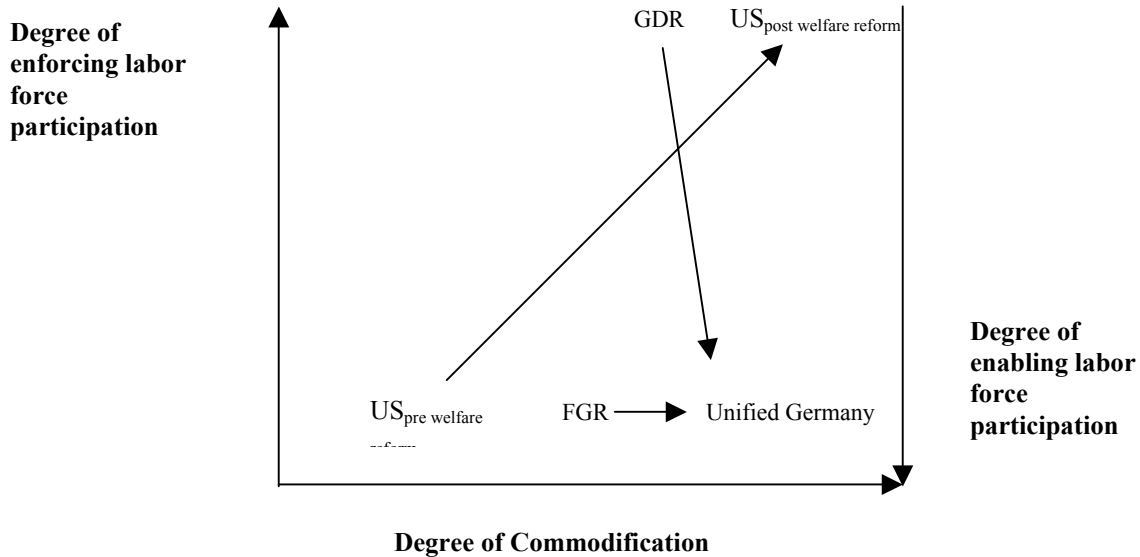 Degree of
enforcing labor
force
participation
GDR
US post welfare reform
Degree of
enabling labor
force
participation
US pre welfare
FGR
Unified Germany
Degree of Commodification